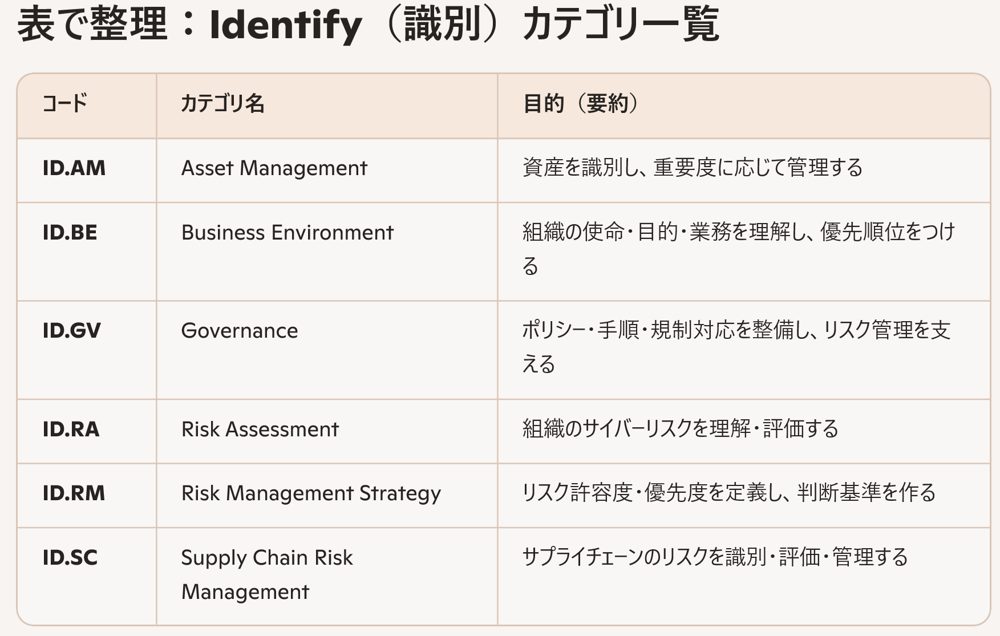 表で整理：Identify（識別）カテゴリ一覧
コード
カテゴリ名
目的（要約）
ID.AM
Asset Management
資産を識別し、重要度に応じて管理する
ID.BE
Business Environment
組織の使命・目的・業務を理解し、優先順位をつけ
る
ID.GV
Governance
ポリシー・手順・規制対応を整備し、リスク管理を支
える
ID.RA
Risk Assessment
組織のサイバーリスクを理解・評価する
ID.RM
Risk Management Strategy
リスク許容度・優先度を定義し、判断基準を作る
ID.SC
Supply Chain Risk
Management
サプライチェーンのリスクを識別・評価・管理する